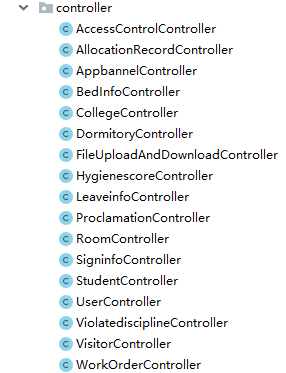 controller
AccessControlController
AllocationRecordController
AppbannelController
BedInfoController
CollegeController
DormitoryController
FileUploadAndDownloadController
HygienescoreController
LeaveinfoController
ProclamationController
RoomController
SigninfoController
StudentController
UserController
ViolatedisciplineController
VisitorController
WorkOrderController